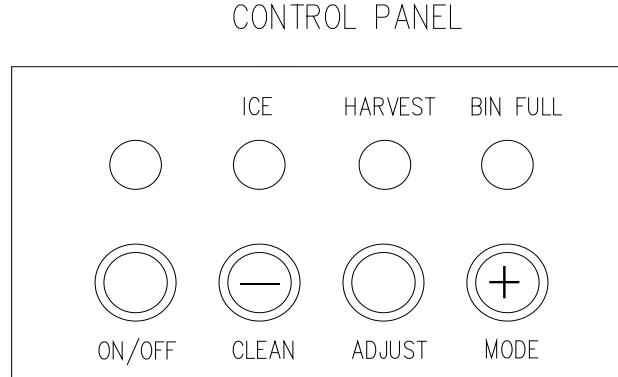 CONTROL PANEL
ICE HARVEST BIN FULL
— +
ON/OFF CLEAN ADJUST MODE